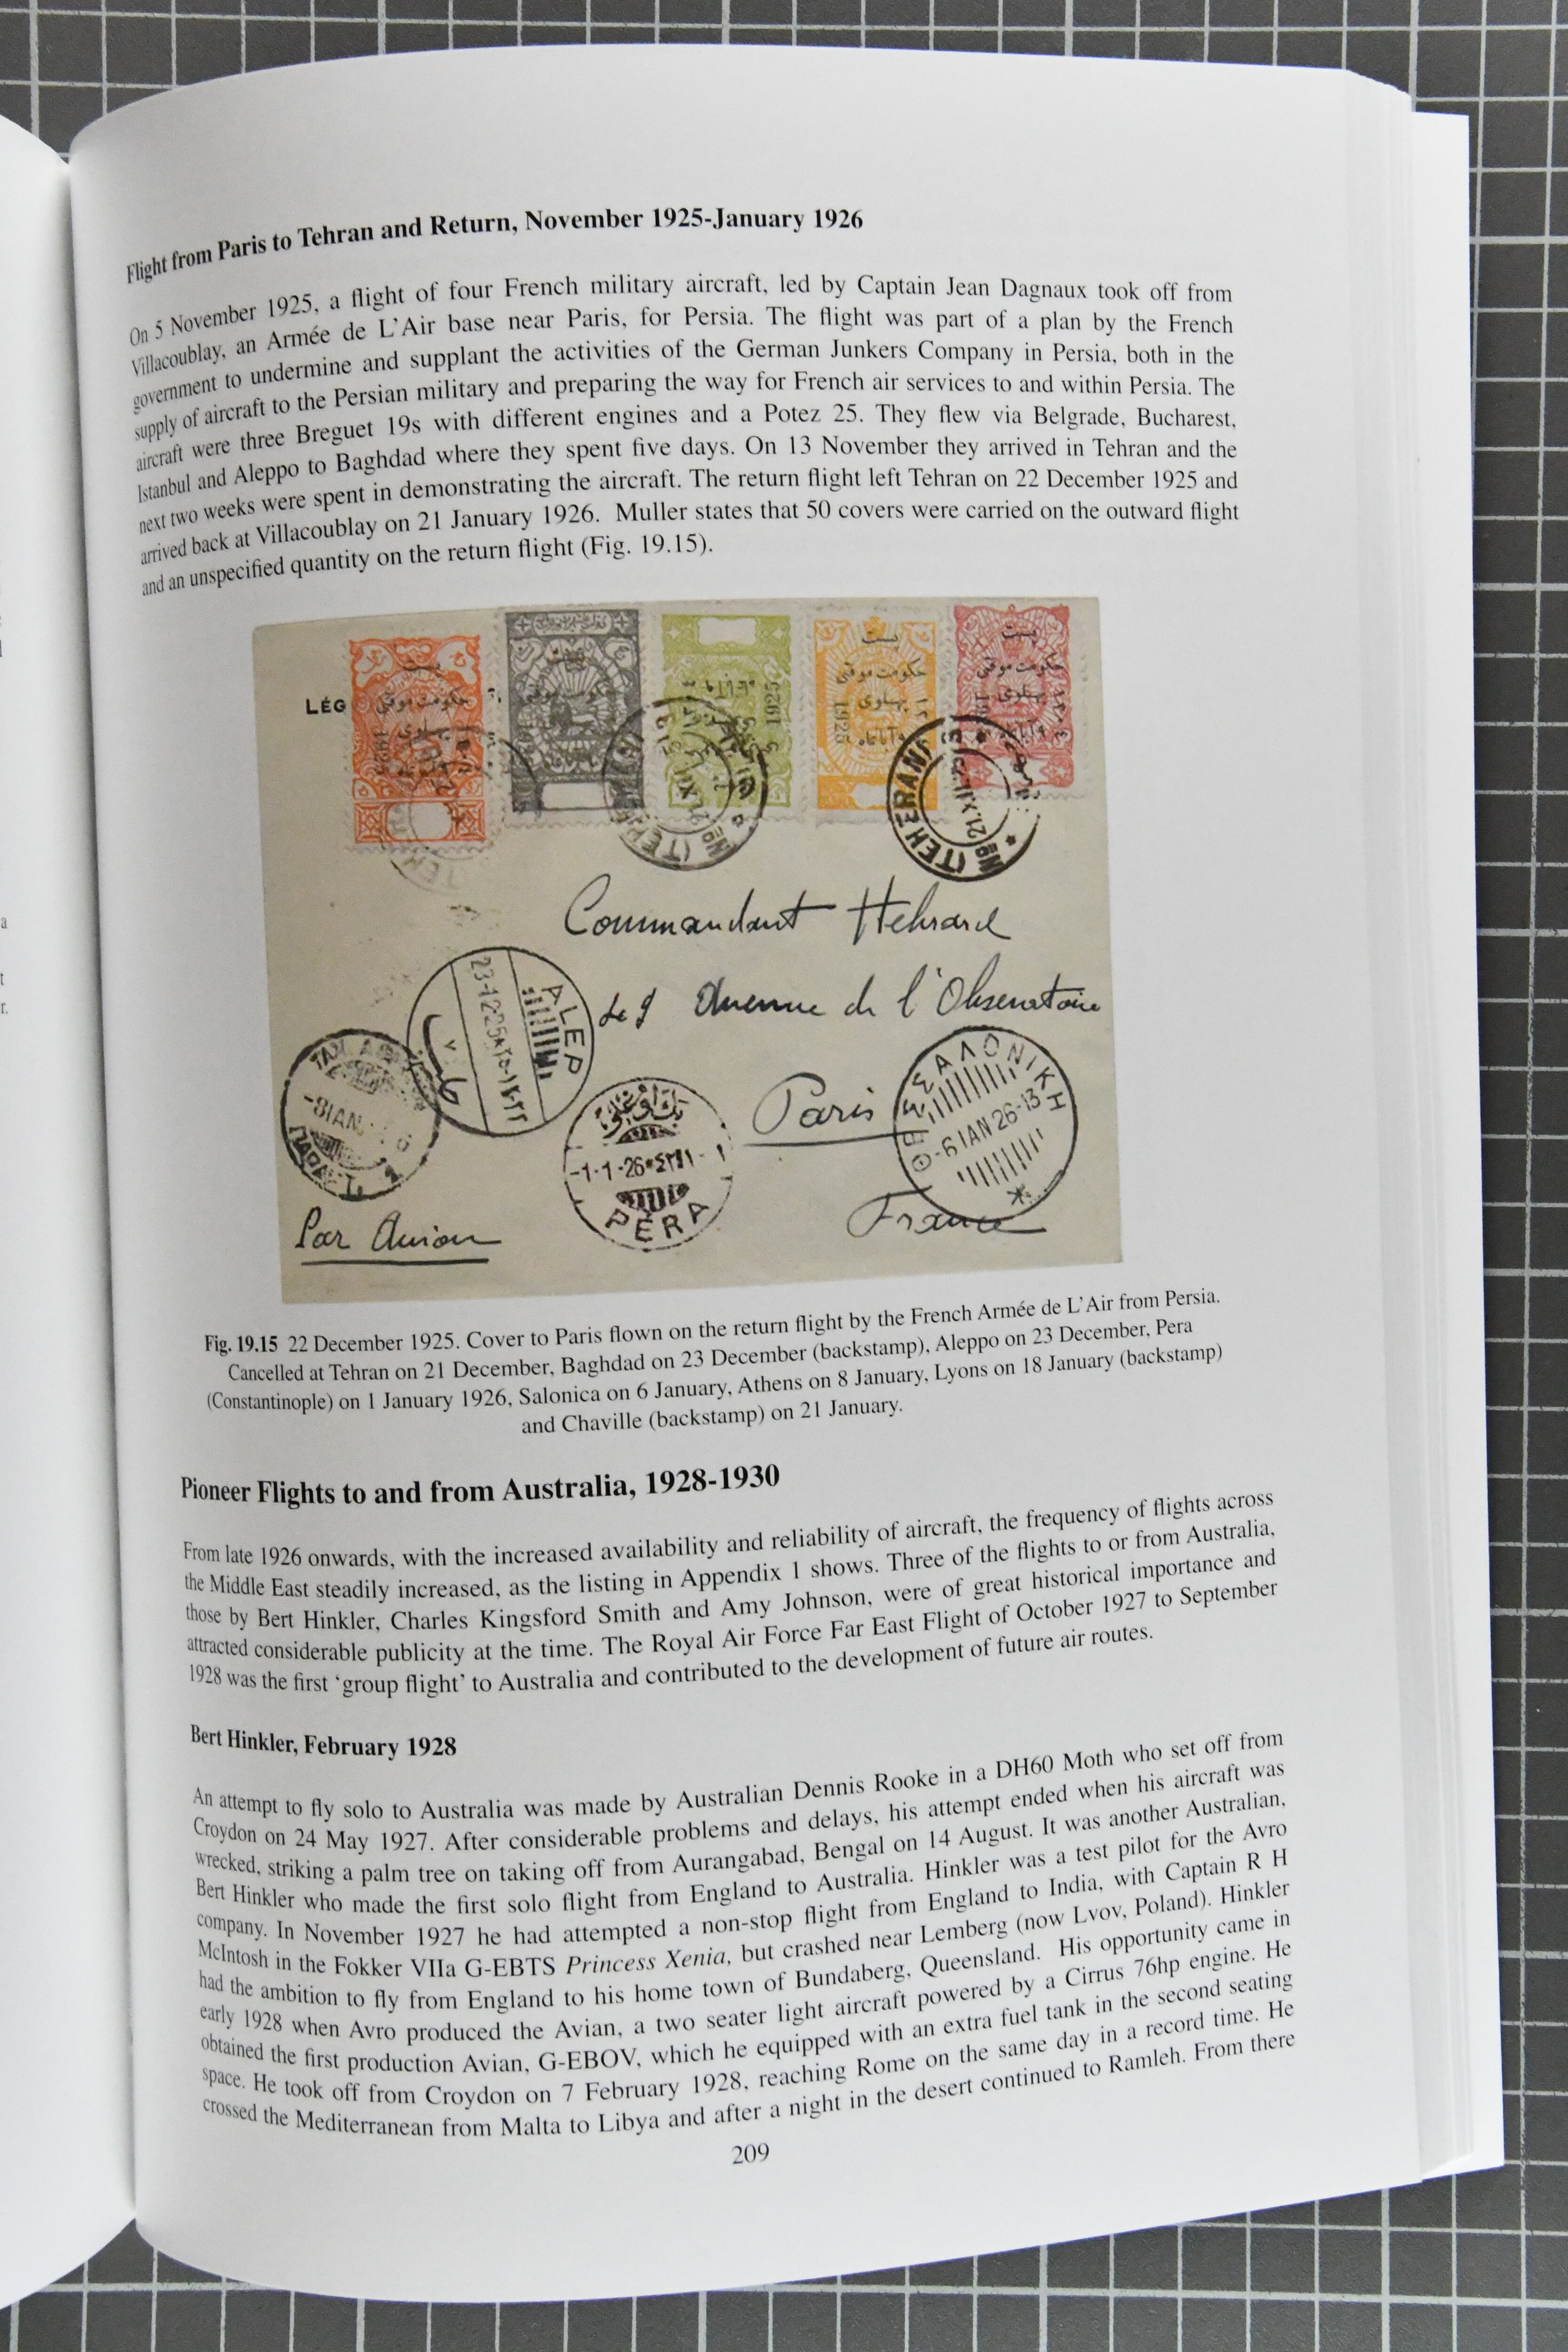 Flight from Paris to Tehran and Return, November 1925-January 1926
On 5 November 1925, a flight of four French military aircraft, led by Captain Jean Dagnaux took off from
Villacoublay, an Armée de L'Air base near Paris, for Persia. The flight was part of a plan by the French
government to undermine and supplant the activities of the German Junkers Company in Persia, both in the
supply of aircraft to the Persian military and preparing the way for French air services to and within Persia. The
aircraft were three Breguet 19s with different engines and a Potez 25. They flew via Belgrade, Bucharest,
Istanbul and Aleppo to Baghdad where they spent five days. On 13 November they arrived in Tehran and the
next two weeks were spent in demonstrating the aircraft. The return flight left Tehran on 22 December 1925 and
arrived back at Villacoublay on 21 January 1926. Muller states that 50 covers were carried on the outward flight
and an unspecified quantity on the return flight (Fig. 19.15).
LÉG
پست
حکومت موقتی
پهلوی
1925
پست
حکومت موقتی
پهلوی
1925
1925
TEHERAN
Commandant Hebrard
Avenue de l'Observatoire
Paris
France
Par Avion
ALEP
23-12-25
PÉRA
-1-1-26
ΘΕΣΣΑΛΟΝΙΚΗ
-6 IAN 26-13
-8 IAN
Fig. 19.15 22 December 1925. Cover to Paris flown on the return flight by the French Armée de L'Air from Persia.
Cancelled at Tehran on 21 December, Baghdad on 23 December (backstamp), Aleppo on 23 December, Pera
(Constantinople) on 1 January 1926, Salonica on 6 January, Athens on 8 January, Lyons on 18 January (backstamp)
and Chaville (backstamp) on 21 January.
Pioneer Flights to and from Australia, 1928-1930
From late 1926 onwards, with the increased availability and reliability of aircraft, the frequency of flights across
the Middle East steadily increased, as the listing in Appendix 1 shows. Three of the flights to or from Australia,
those by Bert Hinkler, Charles Kingsford Smith and Amy Johnson, were of great historical importance and
attracted considerable publicity at the time. The Royal Air Force Far East Flight of October 1927 to September
1928 was the first 'group flight' to Australia and contributed to the development of future air routes.
Bert Hinkler, February 1928
An attempt to fly solo to Australia was made by Australian Dennis Rooke in a DH60 Moth who set off from
Croydon on 24 May 1927. After considerable problems and delays, his attempt ended when his aircraft was
wrecked, striking a palm tree on taking off from Aurangabad, Bengal on 14 August. It was another Australian,
Bert Hinkler who made the first solo flight from England to Australia. Hinkler was a test pilot for the Avro
company. In November 1927 he had attempted a non-stop flight from England to India, with Captain R H
McIntosh in the Fokker VIIa G-EBTS Princess Xenia, but crashed near Lemberg (now Lvov, Poland). Hinkler
had the ambition to fly from England to his home town of Bundaberg, Queensland. His opportunity came in
early 1928 when Avro produced the Avian, a two seater light aircraft powered by a Cirrus 76hp engine. He
obtained the first production Avian, G-EBOV, which he equipped with an extra fuel tank in the second seating
space. He took off from Croydon on 7 February 1928, reaching Rome on the same day in a record time. He
crossed the Mediterranean from Malta to Libya and after a night in the desert continued to Ramleh. From there
209